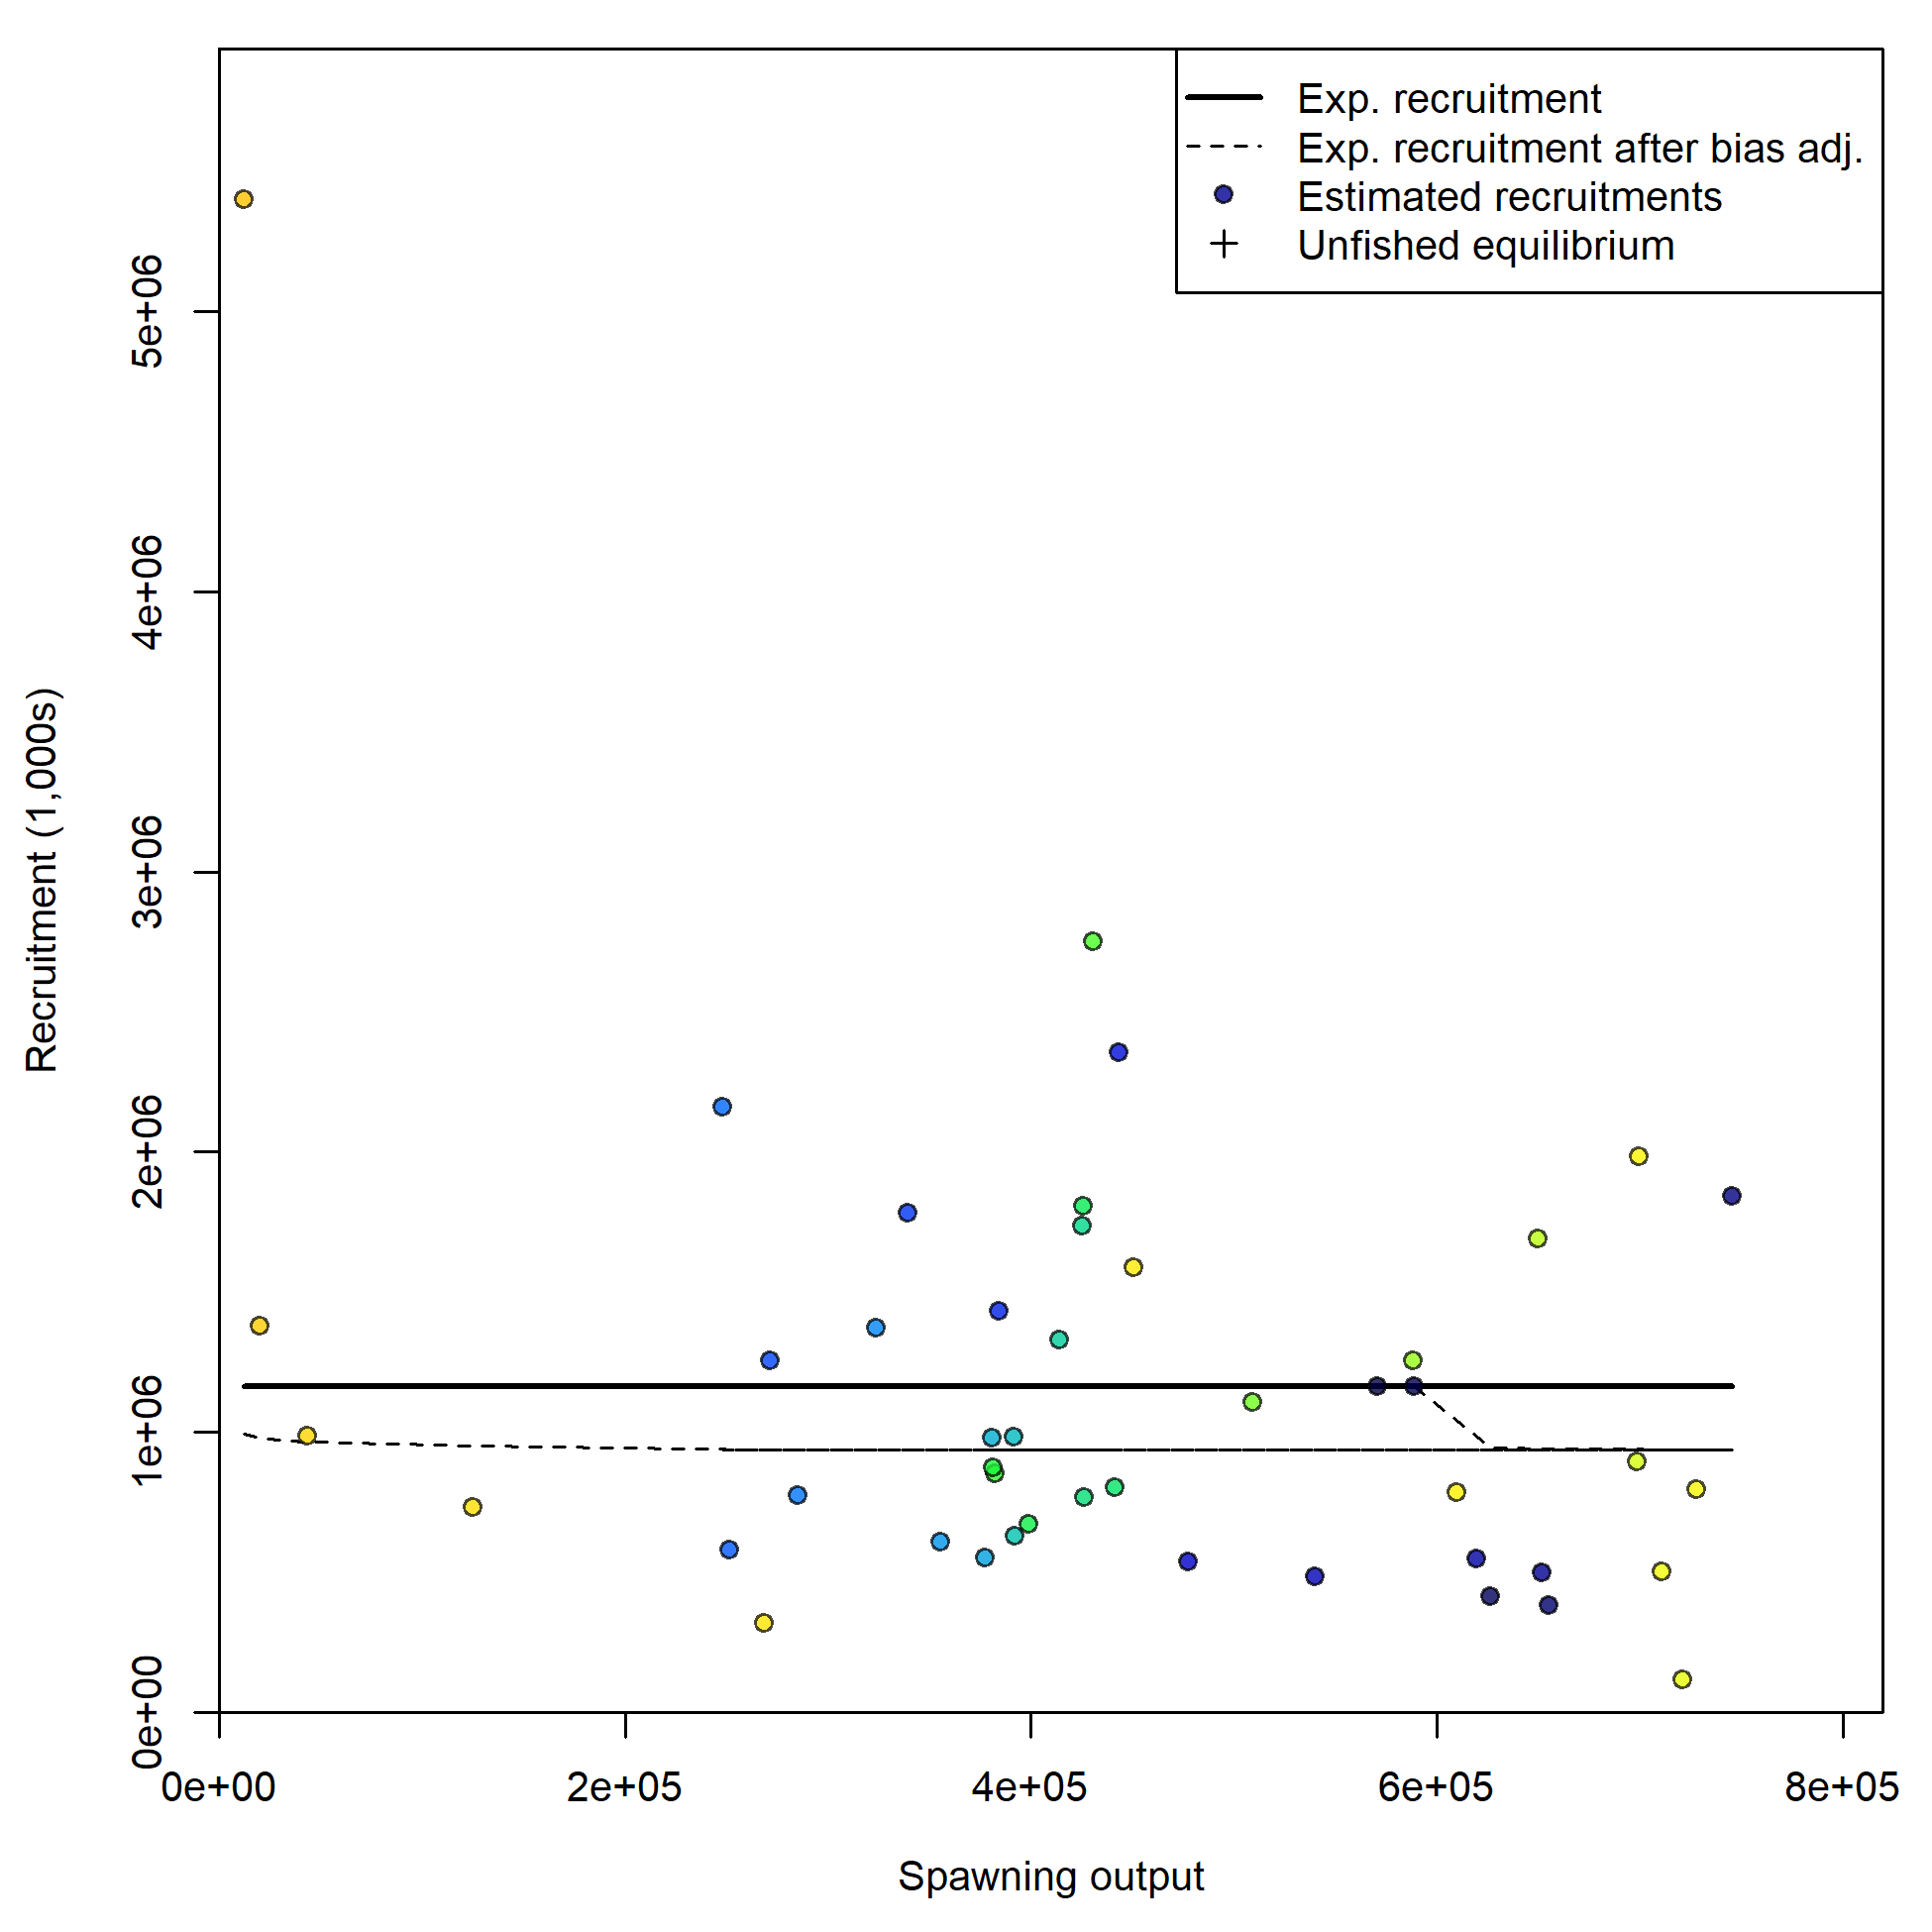 Exp. recruitment
Exp. recruitment after bias adj.
Estimated recruitments
Unfished equilibrium
Recruitment (1,000s)
5e+06
4e+06
3e+06
2e+06
1e+06
0e+00
0e+00 2e+05 4e+05 6e+05 8e+05
Spawning output